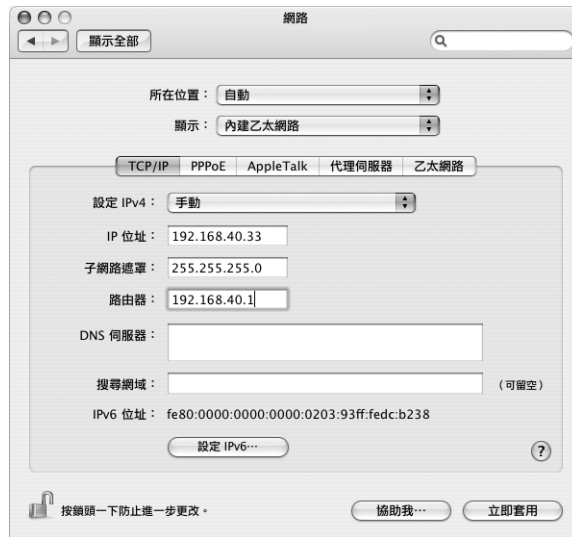 網路
顯示全部
所在位置： 自動
顯示： 內建乙太網路
TCP/IP PPPoE AppleTalk 代理伺服器 乙太網路
設定 IPv4： 手動
IP 位址： 192.168.40.33
子網路遮罩： 255.255.255.0
路由器： 192.168.40.1
DNS 伺服器：
搜尋網域： (可留空)
IPv6 位址： fe80:0000:0000:0000:0203:93ff:fedc:b238
設定 IPv6…
?
按鎖頭一下防止進一步更改。 協助我… 立即套用